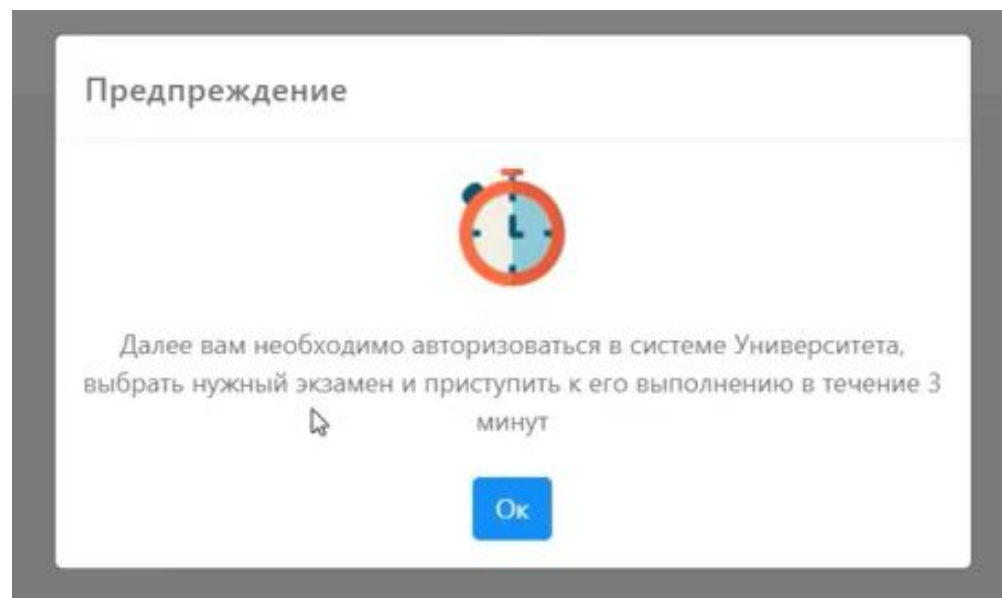 Предпреждение
Далее вам необходимо авторизоваться в системе Университета,
выбрать нужный экзамен и приступить к его выполнению в течение 3
минут
Ок